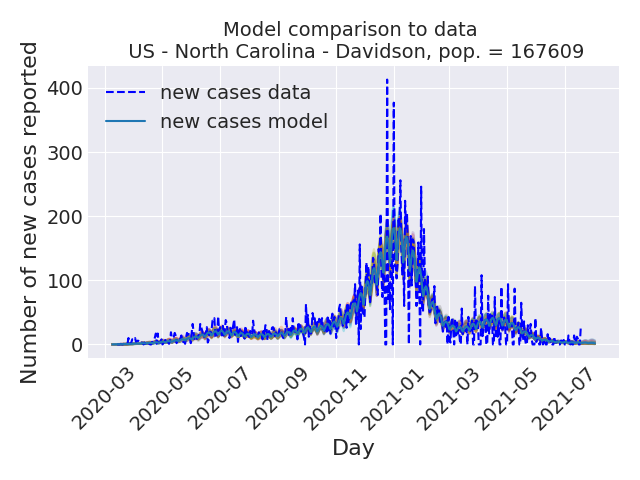 Model comparison to data
US - North Carolina - Davidson, pop. = 167609
Number of new cases reported
400
300
200
100
0
new cases data
new cases model
2020-03
2020-05
2020-07
2020-09
2020-11
2021-01
2021-03
2021-05
2021-07
Day